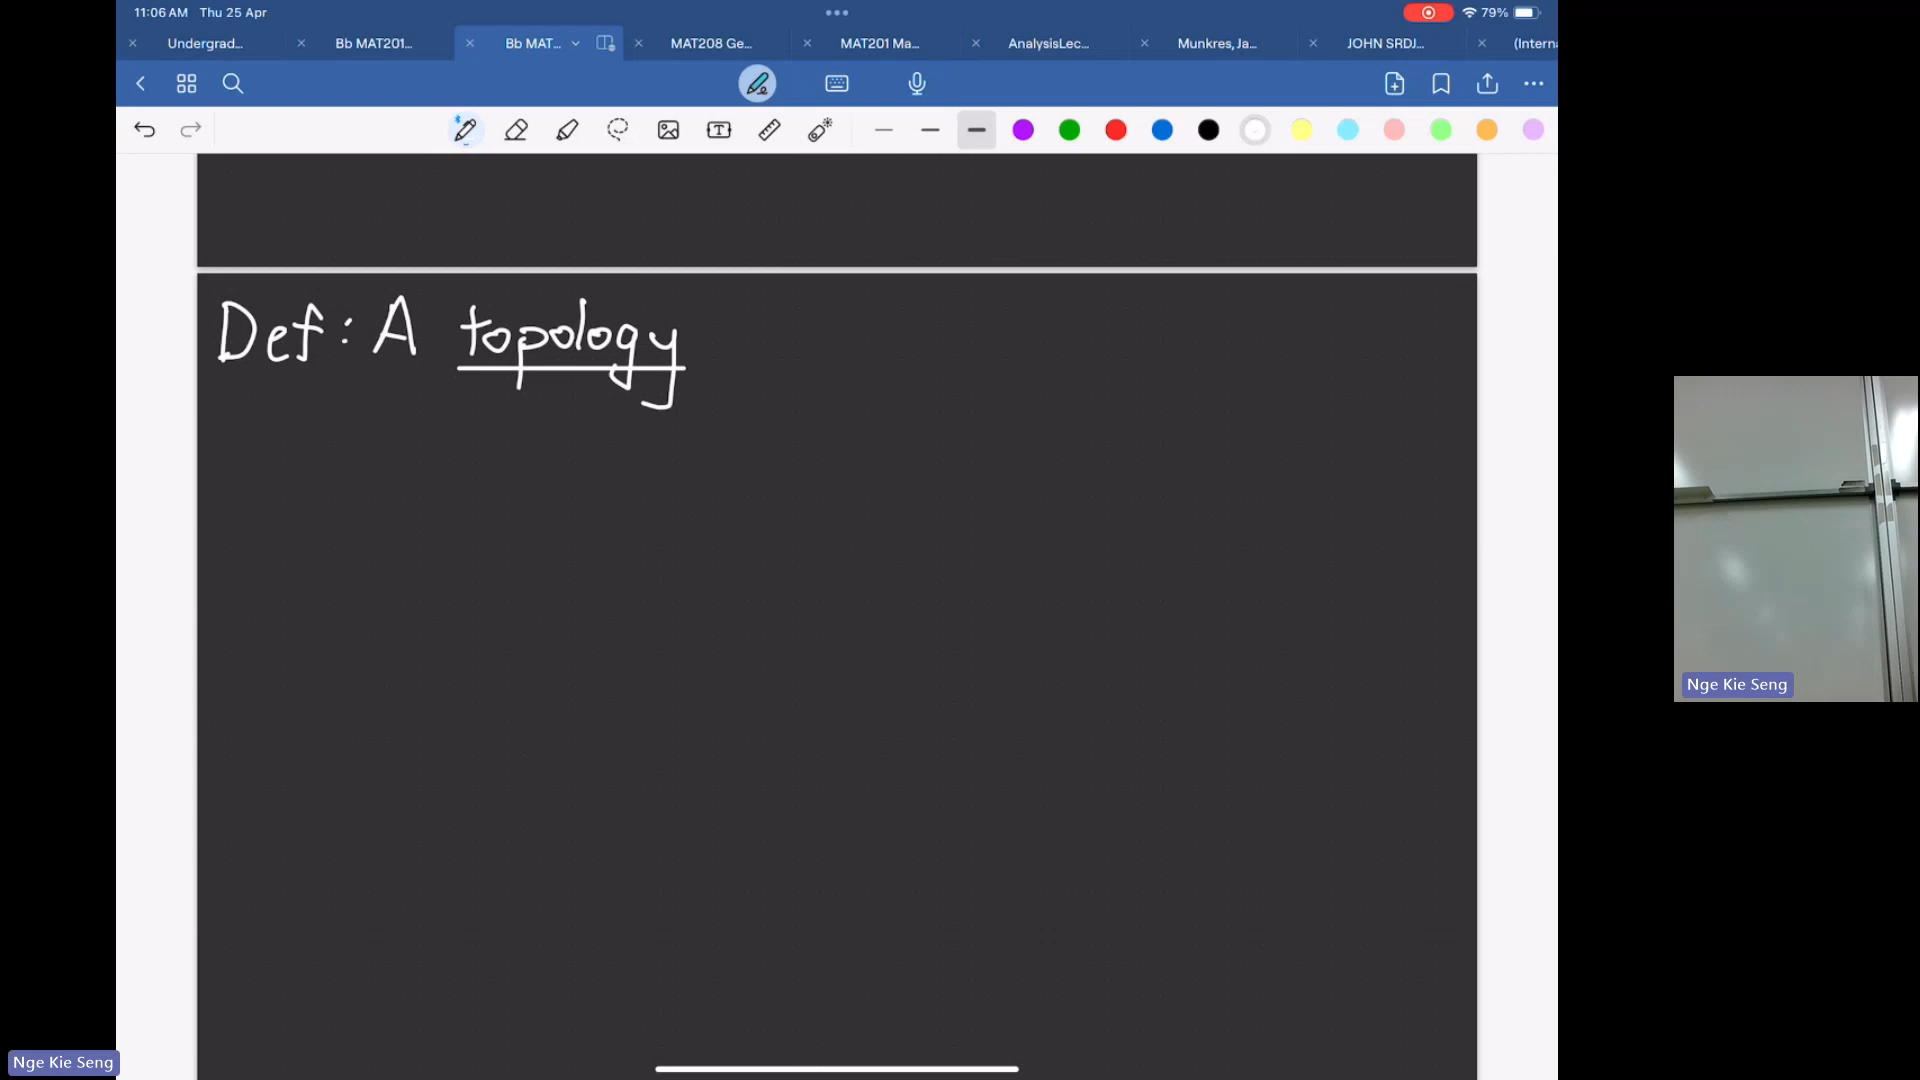 11:06 AM Thu 25 Apr
79%
Undergrad...
Bb MAT201...
Bb MAT...
MAT208 Ge...
MAT201 Ma...
AnalysisLec...
Munkres, Ja...
JOHN SRDJ...
(Intern
Def: A topology
Nge Kie Seng
Nge Kie Seng